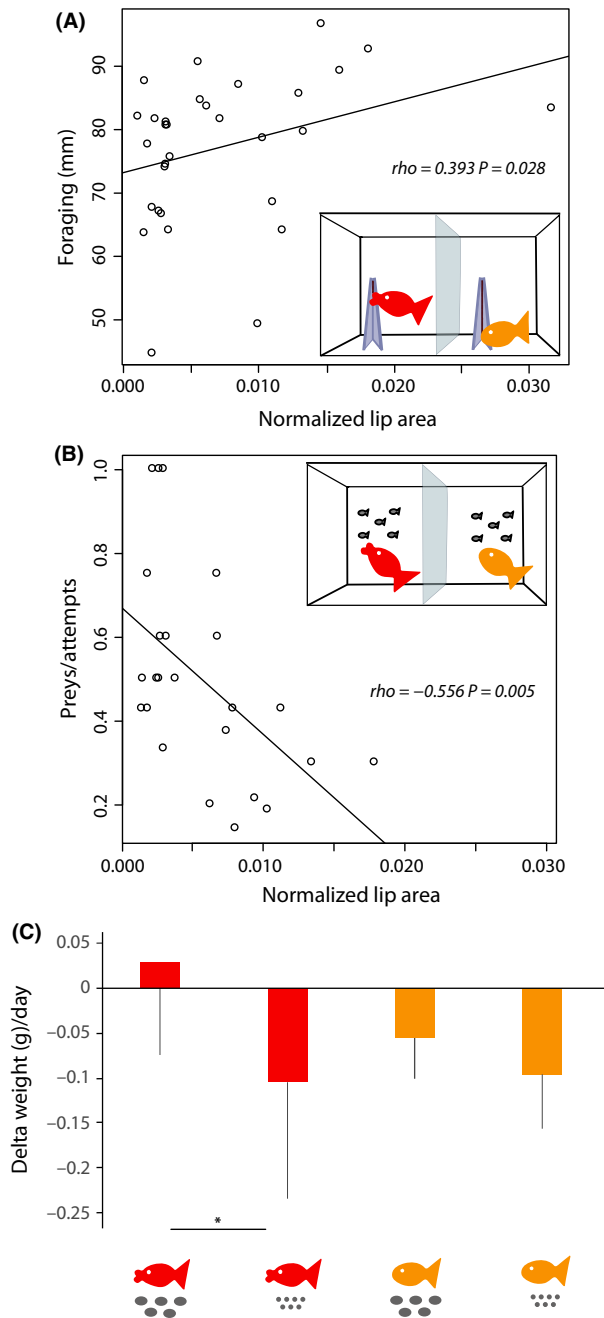 (A)
Foraging (mm)
90
80
70
60
50
rho = 0.393 P = 0.028
0.000
0.010
0.020
0.030
Normalized lip area
(B)
Preys/attempts
1.0
0.8
0.6
0.4
0.2
rho = −0.556 P = 0.005
0.000
0.010
0.020
0.030
Normalized lip area
(C)
Delta weight (g)/day
0.05
0
−0.05
−0.1
−0.15
−0.2
−0.25
*